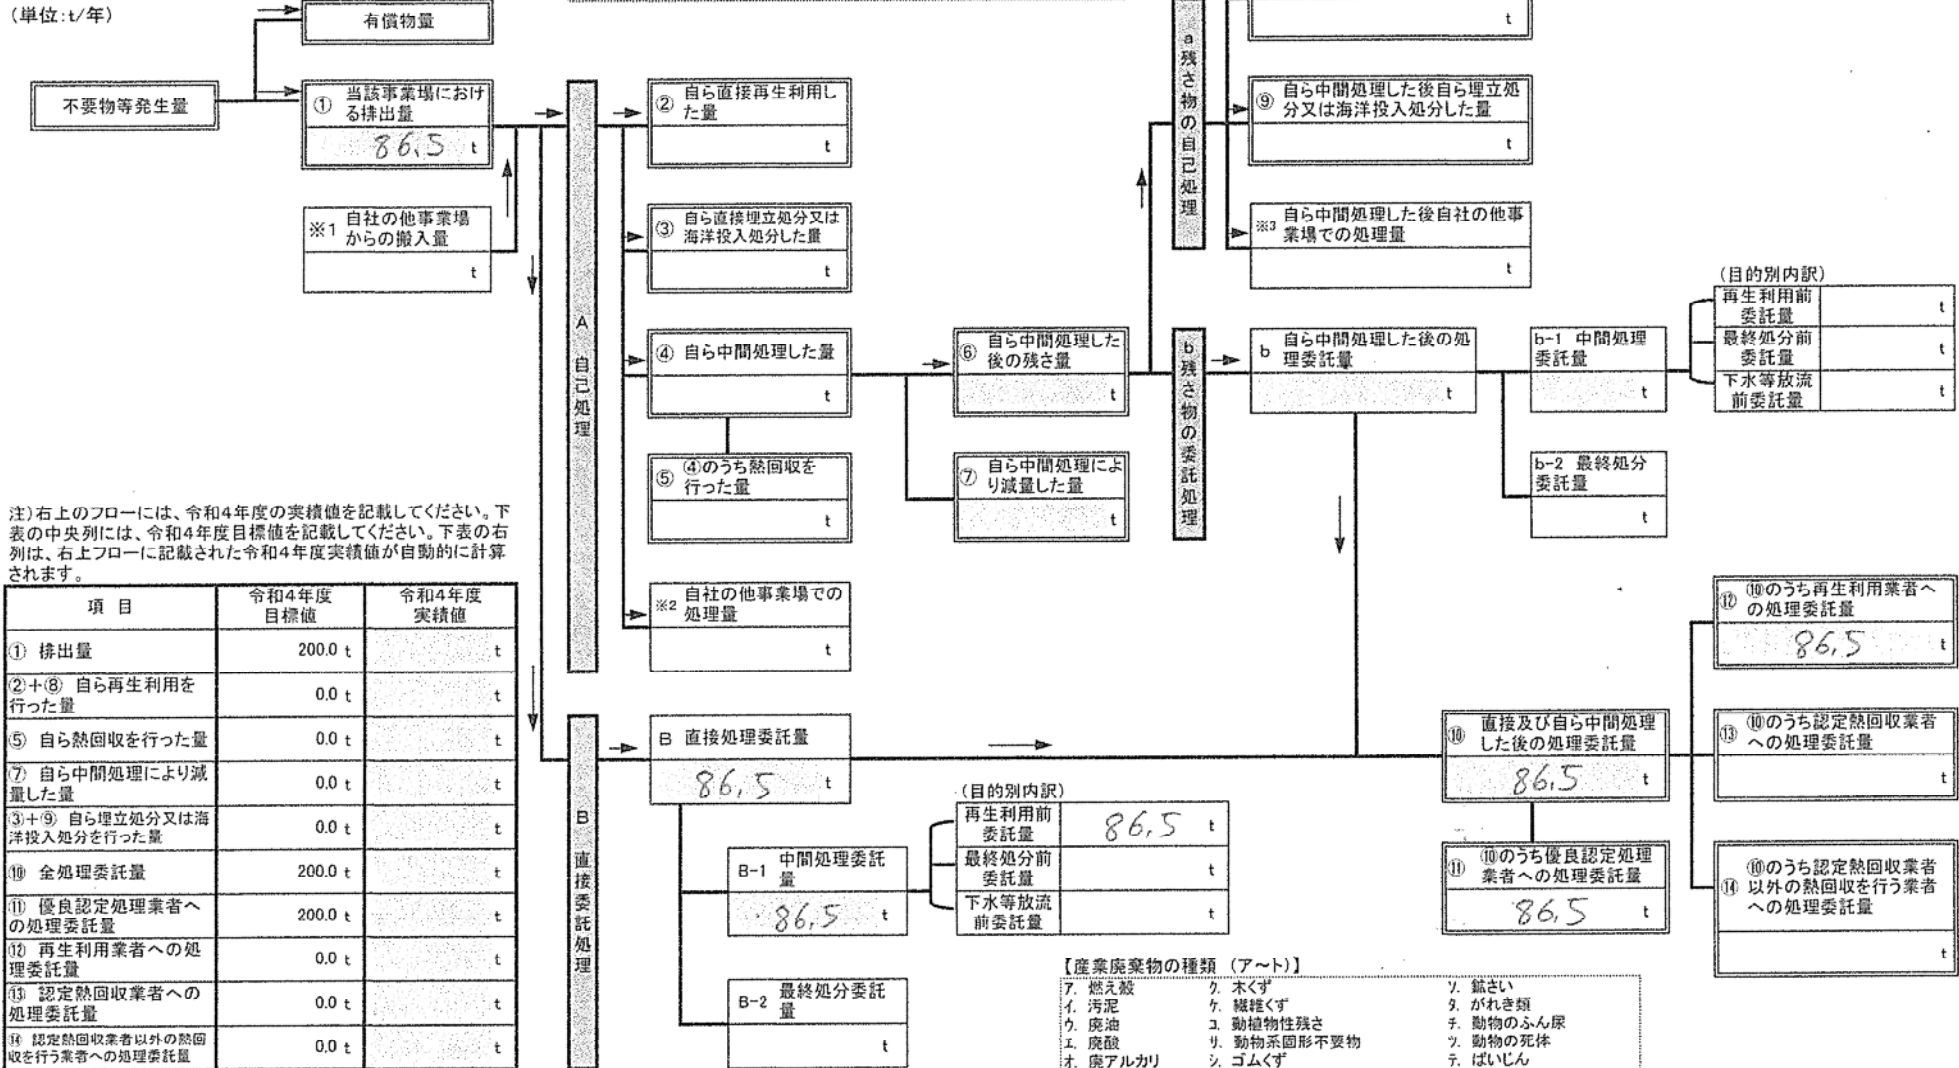 (単位:t/年)
有償物量
不要物等発生量
① 当該事業場におけ
る排出量
86.5 t
※1 自社の他事業場
からの搬入量
t
A 自己処理
② 自ら直接再生利用し
た量
t
③ 自ら直接埋立処分又は
海洋投入処分した量
t
④ 自ら中間処理した量
t
⑤ ④のうち熱回収を
行った量
t
※2 自社の他事業場での
処理量
t
⑥ 自ら中間処理した
後の残さ量
t
⑦ 自ら中間処理によ
り減量した量
t
a 残さ物の自己処理
t
⑨ 自ら中間処理した後自ら埋立処
分又は海洋投入処分した量
t
※3 自ら中間処理した後自社の他事
業場での処理量
t
b 残さ物の委託処理
b 自ら中間処理した後の処
理委託量
t
b-1 中間処理
委託量
t
(目的別内訳)
再生利用前
委託量 t
最終処分前
委託量 t
下水等放流
前委託量 t
b-2 最終処分
委託量
t
注)右上のフローには、令和4年度の実績値を記載してください。下
表の中央列には、令和4年度目標値を記載してください。下表の右
列は、右上フローに記載された令和4年度実績値が自動的に計算
されます。
項 目 令和4年度
目標値 令和4年度
実績値
① 排出量 200.0 t t
②+⑧ 自ら再生利用を
行った量 0.0 t t
⑤ 自ら熱回収を行った量 0.0 t t
⑦ 自ら中間処理により減
量した量 0.0 t t
③+⑨ 自ら埋立処分又は海
洋投入処分を行った量 0.0 t t
⑩ 全処理委託量 200.0 t t
⑪ 優良認定処理業者へ
の処理委託量 200.0 t t
⑫ 再生利用業者への処
理委託量 0.0 t t
⑬ 認定熱回収業者への
処理委託量 0.0 t t
⑭ 認定熱回収業者以外の熱回
収を行う業者への処理委託量 0.0 t t
B 直接委託処理
B 直接処理委託量
86.5 t
B-1 中間処理委託
量
86.5 t
(目的別内訳)
再生利用前
委託量 86.5 t
最終処分前
委託量 t
下水等放流
前委託量 t
B-2 最終処分委託
量
t
⑩ 直接及び自ら中間処理
した後の処理委託量
86.5 t
⑪ ⑩のうち優良認定処理
業者への処理委託量
86.5 t
⑫ ⑩のうち再生利用業者へ
の処理委託量
86.5 t
⑬ ⑩のうち認定熱回収業者
への処理委託量
t
⑭ ⑩のうち認定熱回収業者
以外の熱回収を行う業者
への処理委託量
t
【産業廃棄物の種類 (ア〜ト)】
ア. 燃え殻 ク. 木くず ソ. 鉱さい
イ. 汚泥 ケ. 繊維くず タ. がれき類
ウ. 廃油 コ. 動植物性残さ チ. 動物のふん尿
エ. 廃酸 サ. 動物系固形不要物 ツ. 動物の死体
オ. 廃アルカリ シ. ゴムくず テ. ばいじん